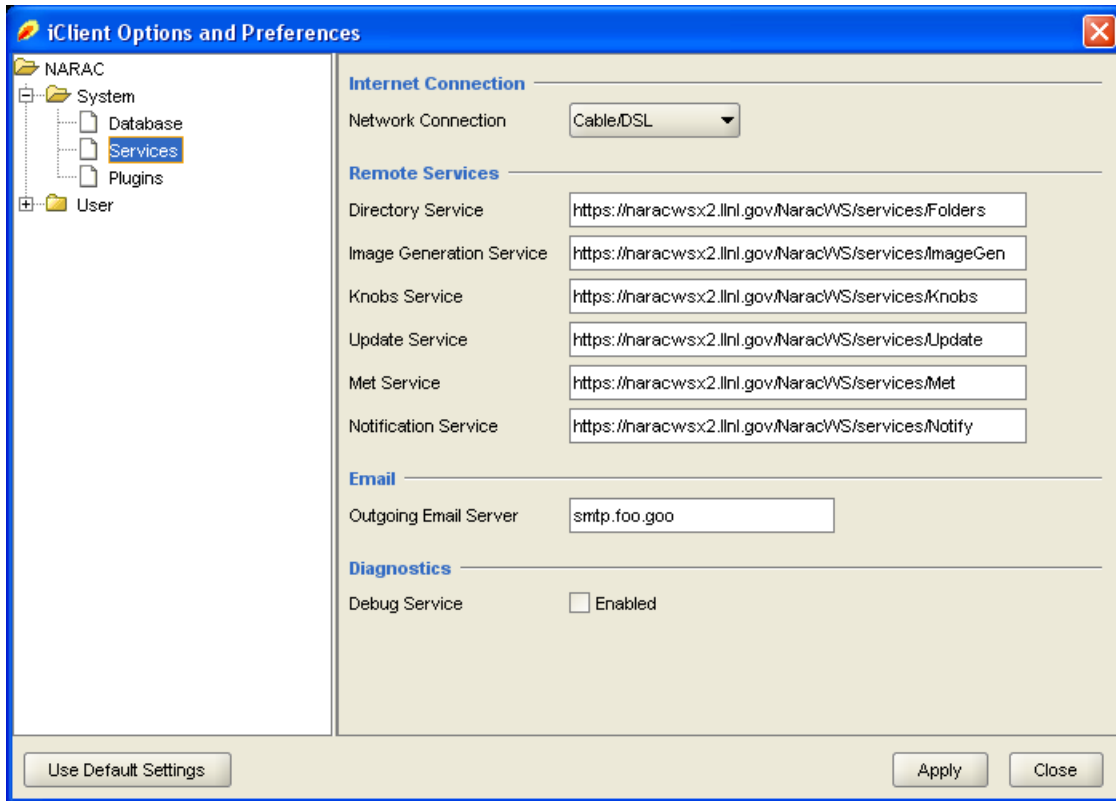 iClient Options and Preferences
NARAC
System
Database
Services
Plugins
User
Internet Connection
Network Connection Cable/DSL
Remote Services
Directory Service https://naracwsx2.llnl.gov/NaracWS/services/Folders
Image Generation Service https://naracwsx2.llnl.gov/NaracWS/services/ImageGen
Knobs Service https://naracwsx2.llnl.gov/NaracWS/services/Knobs
Update Service https://naracwsx2.llnl.gov/NaracWS/services/Update
Met Service https://naracwsx2.llnl.gov/NaracWS/services/Met
Notification Service https://naracwsx2.llnl.gov/NaracWS/services/Notify
Email
Outgoing Email Server smtp.foo.goo
Diagnostics
Debug Service Enabled
Use Default Settings Apply Close